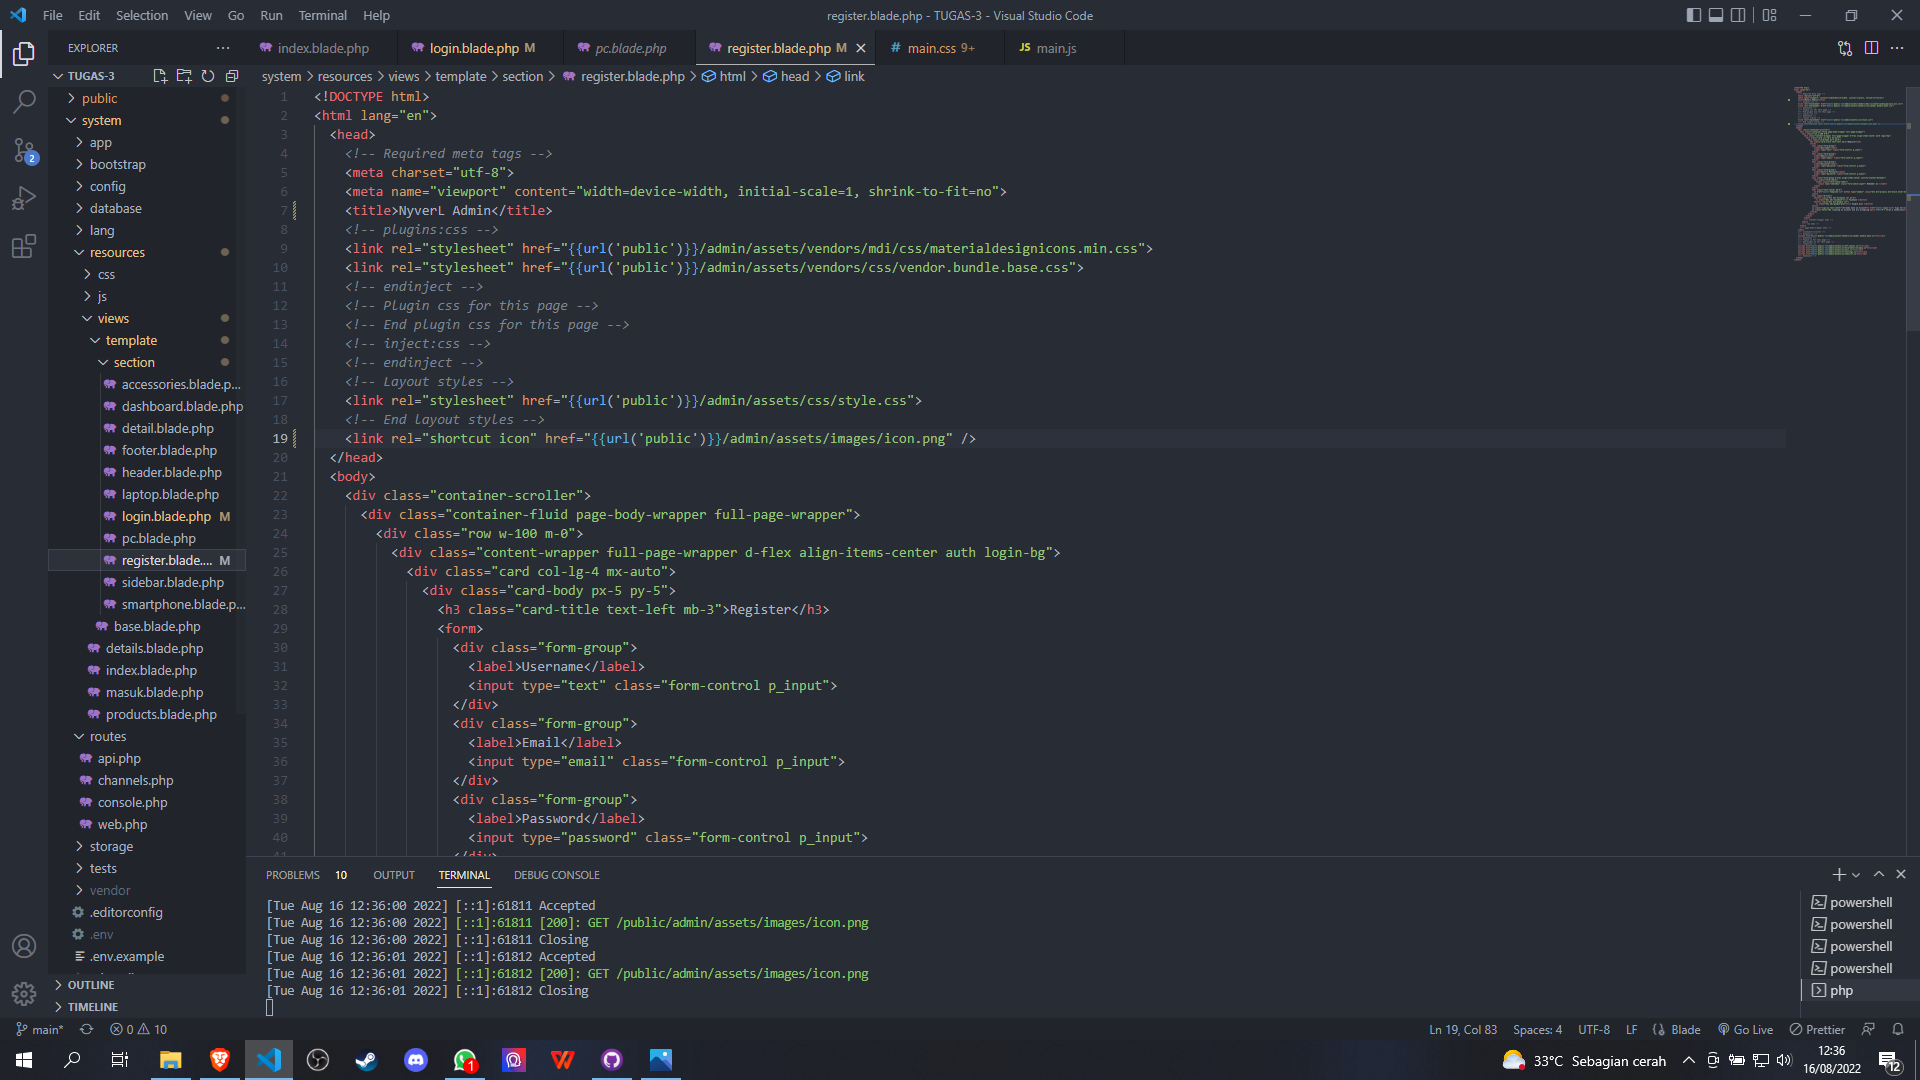 File Edit Selection View Go Run Terminal Help
register.blade.php - TUGAS-3 - Visual Studio Code
EXPLORER
index.blade.php
login.blade.php M
pc.blade.php
register.blade.php M
# main.css 9+
JS main.js
TUGAS-3
system > resources > views > template > section > register.blade.php > html > head > link
public
system
app
bootstrap
config
database
lang
resources
css
js
views
template
section
accessories.blade.p...
dashboard.blade.php
detail.blade.php
footer.blade.php
header.blade.php
laptop.blade.php
login.blade.php M
pc.blade.php
register.blade.... M
sidebar.blade.php
smartphone.blade.p...
base.blade.php
details.blade.php
index.blade.php
masuk.blade.php
products.blade.php
routes
api.php
channels.php
console.php
web.php
storage
tests
vendor
.editorconfig
.env
.env.example
OUTLINE
TIMELINE
2
1 <!DOCTYPE html>
2 <html lang="en">
3 <head>
4 <!-- Required meta tags -->
5 <meta charset="utf-8">
6 <meta name="viewport" content="width=device-width, initial-scale=1, shrink-to-fit=no">
7 <title>NyverL Admin</title>
8 <!-- plugins:css -->
9 <link rel="stylesheet" href="{{url('public')}}/admin/assets/vendors/mdi/css/materialdesignicons.min.css">
10 <link rel="stylesheet" href="{{url('public')}}/admin/assets/vendors/css/vendor.bundle.base.css">
11 <!-- endinject -->
12 <!-- Plugin css for this page -->
13 <!-- End plugin css for this page -->
14 <!-- inject:css -->
15 <!-- endinject -->
16 <!-- Layout styles -->
17 <link rel="stylesheet" href="{{url('public')}}/admin/assets/css/style.css">
18 <!-- End layout styles -->
19 <link rel="shortcut icon" href="{{url('public')}}/admin/assets/images/icon.png" />
20 </head>
21 <body>
22 <div class="container-scroller">
23 <div class="container-fluid page-body-wrapper full-page-wrapper">
24 <div class="row w-100 m-0">
25 <div class="content-wrapper full-page-wrapper d-flex align-items-center auth login-bg">
26 <div class="card col-lg-4 mx-auto">
27 <div class="card-body px-5 py-5">
28 <h3 class="card-title text-left mb-3">Register</h3>
29 <form>
30 <div class="form-group">
31 <label>Username</label>
32 <input type="text" class="form-control p_input">
33 </div>
34 <div class="form-group">
35 <label>Email</label>
36 <input type="email" class="form-control p_input">
37 </div>
38 <div class="form-group">
39 <label>Password</label>
40 <input type="password" class="form-control p_input">
41 </div>
PROBLEMS 10 OUTPUT TERMINAL DEBUG CONSOLE
[Tue Aug 16 12:36:00 2022] [::1]:61811 Accepted
[Tue Aug 16 12:36:00 2022] [::1]:61811 [200]: GET /public/admin/assets/images/icon.png
[Tue Aug 16 12:36:00 2022] [::1]:61811 Closing
[Tue Aug 16 12:36:01 2022] [::1]:61812 Accepted
[Tue Aug 16 12:36:01 2022] [::1]:61812 [200]: GET /public/admin/assets/images/icon.png
[Tue Aug 16 12:36:01 2022] [::1]:61812 Closing
powershell
powershell
powershell
powershell
php
main* 0 10
Ln 19, Col 83 Spaces: 4 UTF-8 LF Blade Go Live Prettier
1
33°C Sebagian cerah
12:36
16/08/2022
12